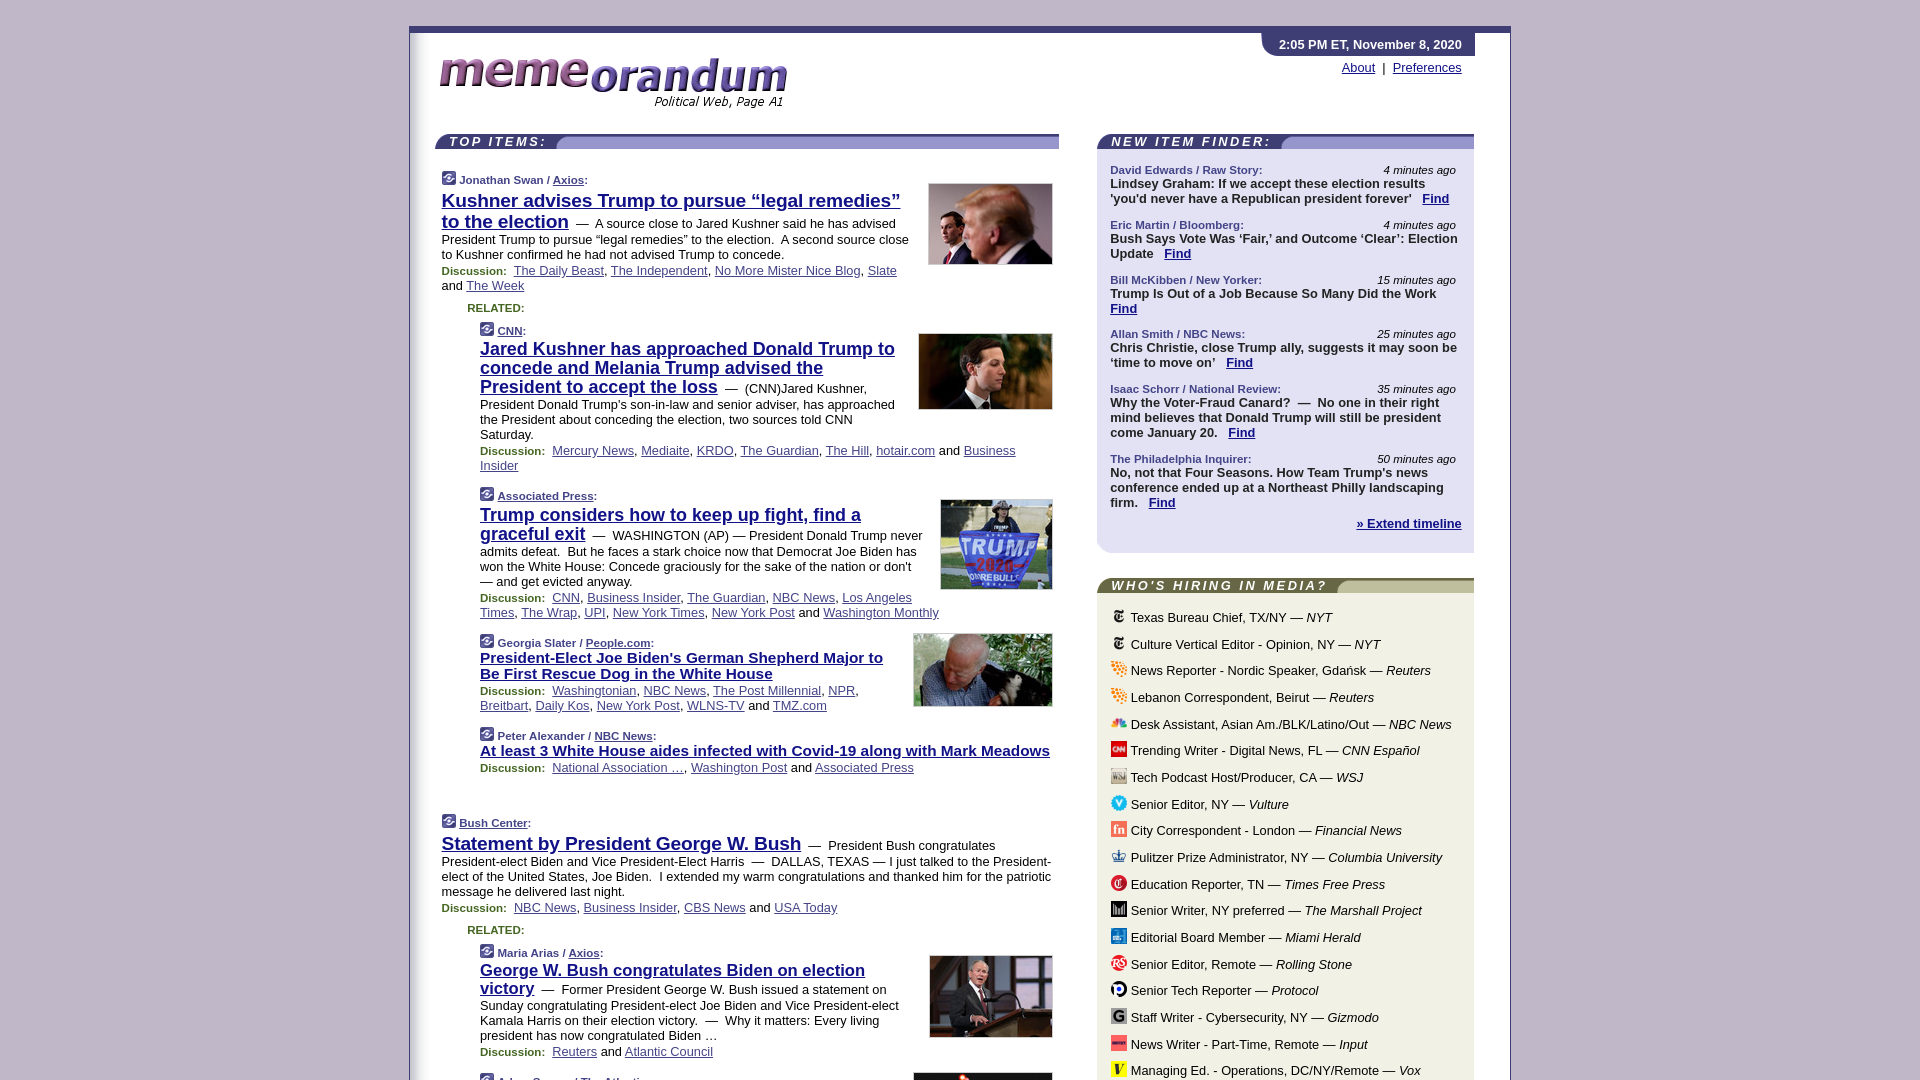 2:05 PM ET, November 8, 2020
About | Preferences
memeorandum
Political Web, Page A1
TOP ITEMS:
Jonathan Swan / Axios:
Kushner advises Trump to pursue “legal remedies”
to the election — A source close to Jared Kushner said he has advised
President Trump to pursue “legal remedies” to the election. A second source close
to Kushner confirmed he had not advised Trump to concede.
Discussion: The Daily Beast, The Independent, No More Mister Nice Blog, Slate
and The Week
RELATED:
CNN:
Jared Kushner has approached Donald Trump to
concede and Melania Trump advised the
President to accept the loss — (CNN)Jared Kushner,
President Donald Trump's son-in-law and senior adviser, has approached
the President about conceding the election, two sources told CNN
Saturday.
Discussion: Mercury News, Mediaite, KRDO, The Guardian, The Hill, hotair.com and Business
Insider
Associated Press:
Trump considers how to keep up fight, find a
graceful exit — WASHINGTON (AP) — President Donald Trump never
admits defeat. But he faces a stark choice now that Democrat Joe Biden has
won the White House: Concede graciously for the sake of the nation or don't
— and get evicted anyway.
TRUMP
2020
Discussion: CNN, Business Insider, The Guardian, NBC News, Los Angeles
Times, The Wrap, UPI, New York Times, New York Post and Washington Monthly
Georgia Slater / People.com:
President-Elect Joe Biden's German Shepherd Major to
Be First Rescue Dog in the White House
Discussion: Washingtonian, NBC News, The Post Millennial, NPR,
Breitbart, Daily Kos, New York Post, WLNS-TV and TMZ.com
Peter Alexander / NBC News:
At least 3 White House aides infected with Covid-19 along with Mark Meadows
Discussion: National Association …, Washington Post and Associated Press
Bush Center:
Statement by President George W. Bush — President Bush congratulates
President-elect Biden and Vice President-Elect Harris — DALLAS, TEXAS — I just talked to the President-
elect of the United States, Joe Biden. I extended my warm congratulations and thanked him for the patriotic
message he delivered last night.
Discussion: NBC News, Business Insider, CBS News and USA Today
RELATED:
Maria Arias / Axios:
George W. Bush congratulates Biden on election
victory — Former President George W. Bush issued a statement on
Sunday congratulating President-elect Joe Biden and Vice President-elect
Kamala Harris on their election victory. — Why it matters: Every living
president has now congratulated Biden …
Discussion: Reuters and Atlantic Council
NEW ITEM FINDER:
David Edwards / Raw Story: 4 minutes ago
Lindsey Graham: If we accept these election results
'you'd never have a Republican president forever' Find
Eric Martin / Bloomberg: 4 minutes ago
Bush Says Vote Was ‘Fair,’ and Outcome ‘Clear’: Election
Update Find
Bill McKibben / New Yorker: 15 minutes ago
Trump Is Out of a Job Because So Many Did the Work
Find
Allan Smith / NBC News: 25 minutes ago
Chris Christie, close Trump ally, suggests it may soon be
‘time to move on’ Find
Isaac Schorr / National Review: 35 minutes ago
Why the Voter-Fraud Canard? — No one in their right
mind believes that Donald Trump will still be president
come January 20. Find
The Philadelphia Inquirer: 50 minutes ago
No, not that Four Seasons. How Team Trump's news
conference ended up at a Northeast Philly landscaping
firm. Find
» Extend timeline
WHO'S HIRING IN MEDIA?
Texas Bureau Chief, TX/NY — NYT
Culture Vertical Editor - Opinion, NY — NYT
News Reporter - Nordic Speaker, Gdańsk — Reuters
Lebanon Correspondent, Beirut — Reuters
Desk Assistant, Asian Am./BLK/Latino/Out — NBC News
Trending Writer - Digital News, FL — CNN Español
Tech Podcast Host/Producer, CA — WSJ
Senior Editor, NY — Vulture
City Correspondent - London — Financial News
Pulitzer Prize Administrator, NY — Columbia University
Education Reporter, TN — Times Free Press
Senior Writer, NY preferred — The Marshall Project
Editorial Board Member — Miami Herald
Senior Editor, Remote — Rolling Stone
Senior Tech Reporter — Protocol
Staff Writer - Cybersecurity, NY — Gizmodo
News Writer - Part-Time, Remote — Input
Managing Ed. - Operations, DC/NY/Remote — Vox